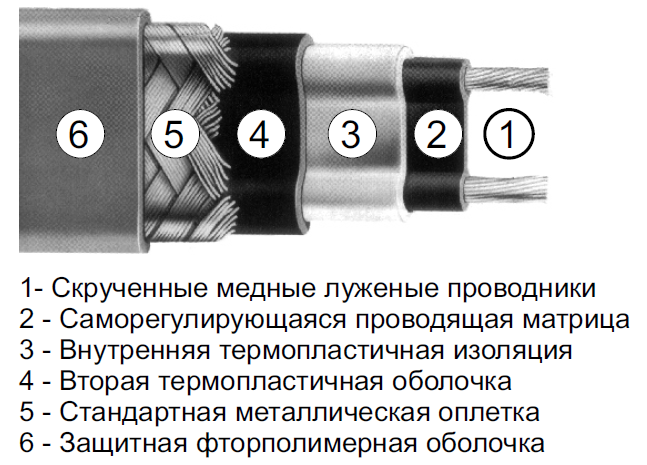 6
5
4
3
2
1
1- Скрученные медные луженые проводники
2 - Саморегулирующаяся проводящая матрица
3 - Внутренняя термопластичная изоляция
4 - Вторая термопластичная оболочка
5 - Стандартная металлическая оплетка
6 - Защитная фторполимерная оболочка